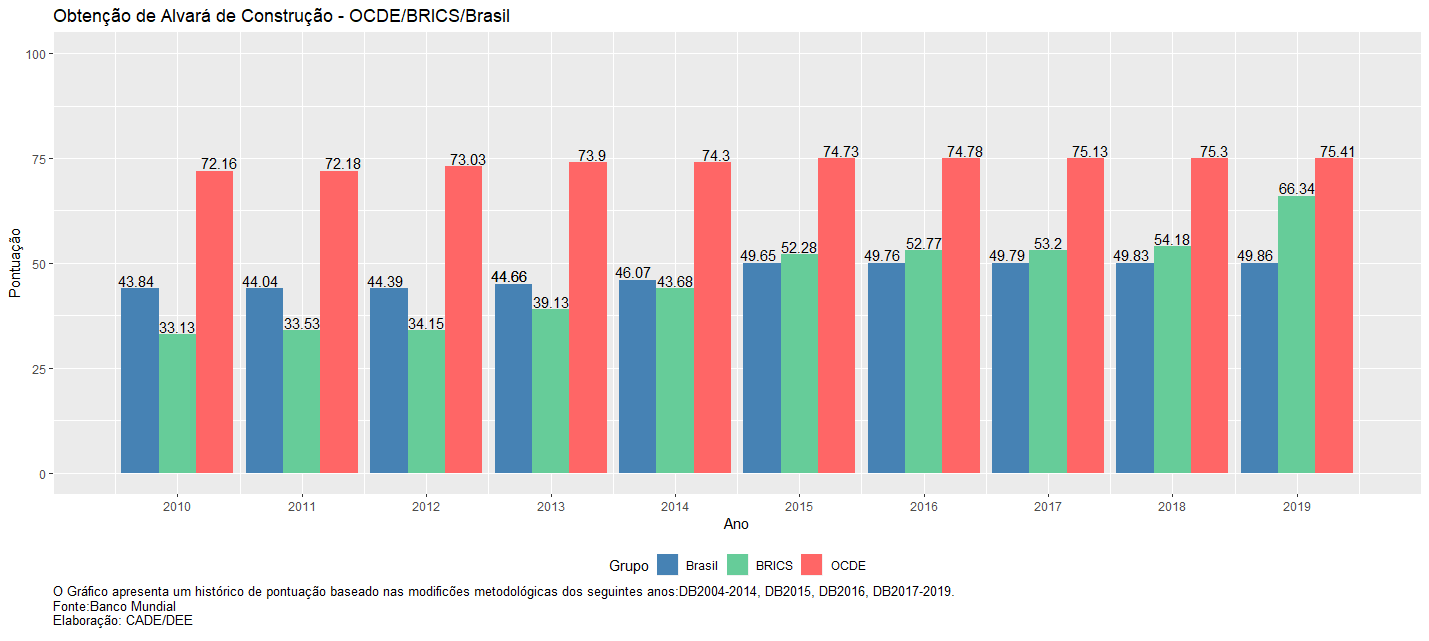 Obtenção de Alvará de Construção - OCDE/BRICS/Brasil
Pontuação
100
75
50
25
0
43.84 33.13 72.16
44.04 33.53 72.18
44.39 34.15 73.03
44.66 39.13 73.9
46.07 43.68 74.3
49.65 52.28 74.73
49.76 52.77 74.78
49.79 53.2 75.13
49.83 54.18 75.3
49.86 66.34 75.41
2010 2011 2012 2013 2014 2015 2016 2017 2018 2019
Ano
Grupo Brasil BRICS OCDE
O Gráfico apresenta um histórico de pontuação baseado nas modificões metodológicas dos seguintes anos:DB2004-2014, DB2015, DB2016, DB2017-2019.
Fonte:Banco Mundial
Elaboração: CADE/DEE